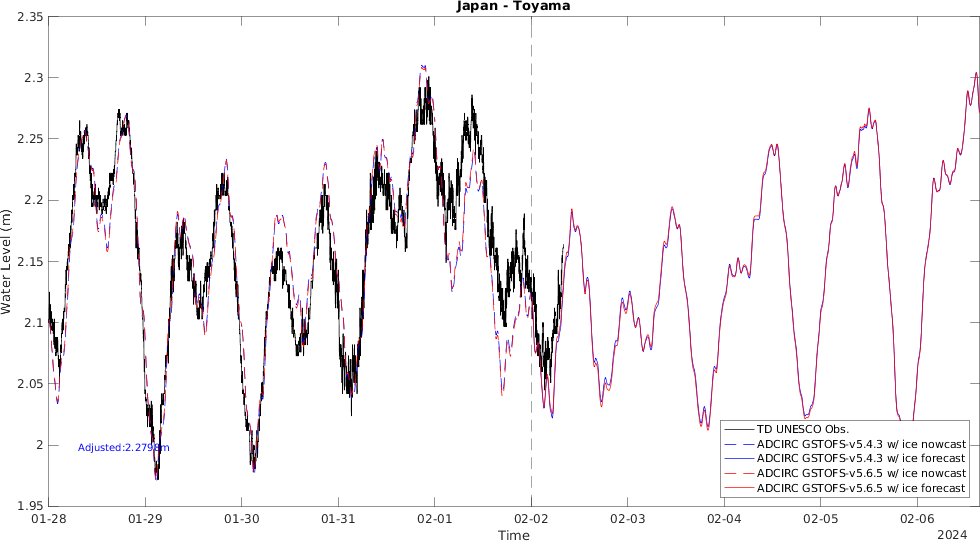 Japan - Toyama
Water Level (m)
2.35
2.3
2.25
2.2
2.15
2.1
2.05
2
1.95
Adjusted:2.2798m
TD UNESCO Obs.
ADCIRC GSTOFS-v5.4.3 w/ ice nowcast
ADCIRC GSTOFS-v5.4.3 w/ ice forecast
ADCIRC GSTOFS-v5.6.5 w/ ice nowcast
ADCIRC GSTOFS-v5.6.5 w/ ice forecast
01-28 01-29 01-30 01-31 02-01 02-02 02-03 02-04 02-05 02-06
Time
2024